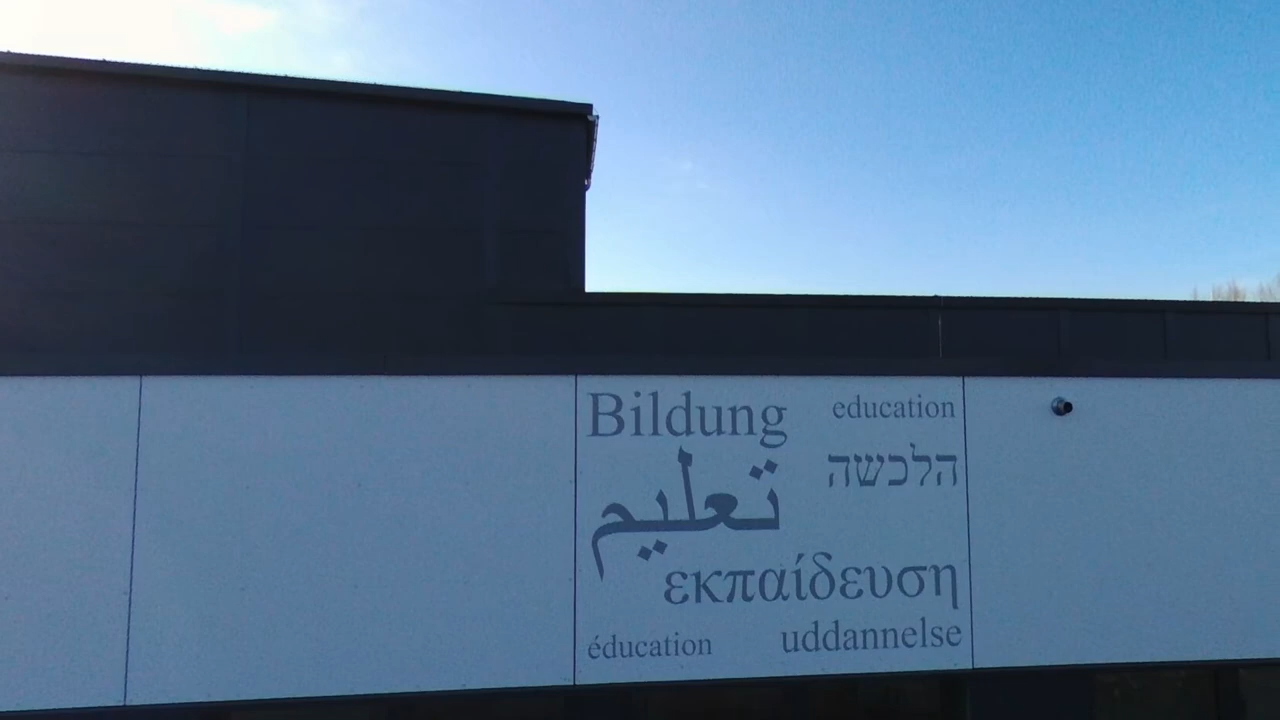 Bildung
education
تعليم
הלכשה
εκπαίδευση
éducation
uddannelse